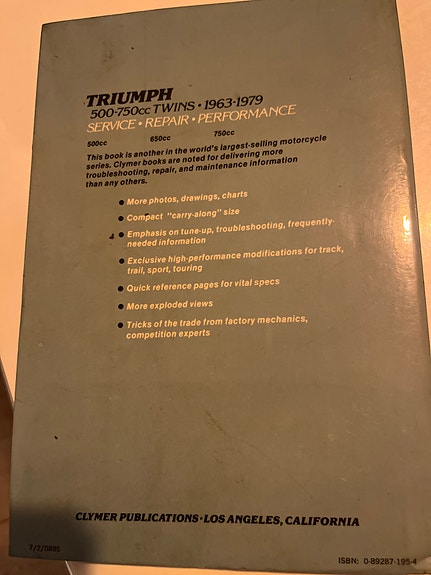 TRIUMPH
500-750cc TWINS • 1963-1979
SERVICE • REPAIR • PERFORMANCE
500cc 650cc 750cc
This book is another in the world's largest-selling motorcycle
series. Clymer books are noted for delivering more
troubleshooting, repair, and maintenance information
than any others.
• More photos, drawings, charts
• Compact "carry-along" size
• Emphasis on tune-up, troubleshooting, frequently-
needed information
• Exclusive high-performance modifications for track,
trail, sport, touring
• Quick reference pages for vital specs
• More exploded views
• Tricks of the trade from factory mechanics,
competition experts
CLYMER PUBLICATIONS • LOS ANGELES, CALIFORNIA
ISBN: 0-89287-195-4